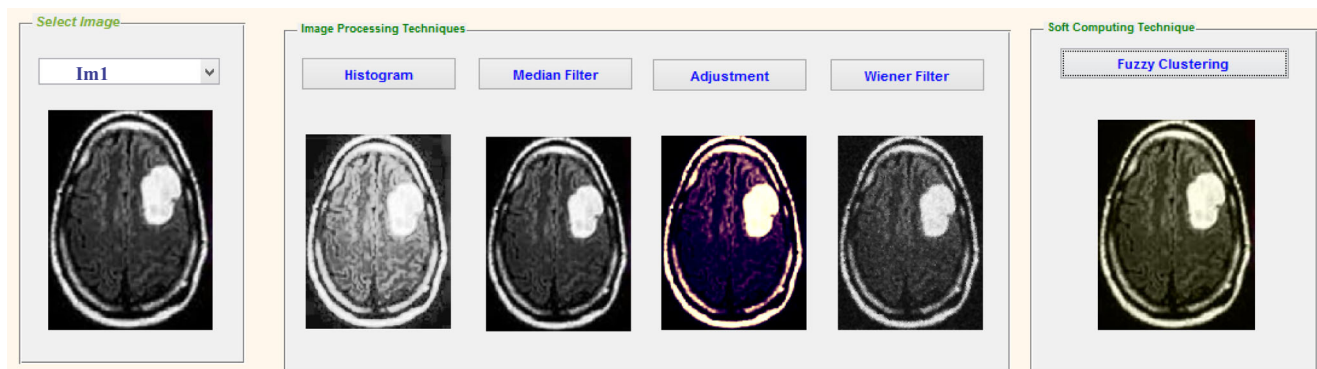 Select Image
Im1
Image Processing Techniques
Histogram
Median Filter
Adjustment
Wiener Filter
Soft Computing Technique
Fuzzy Clustering